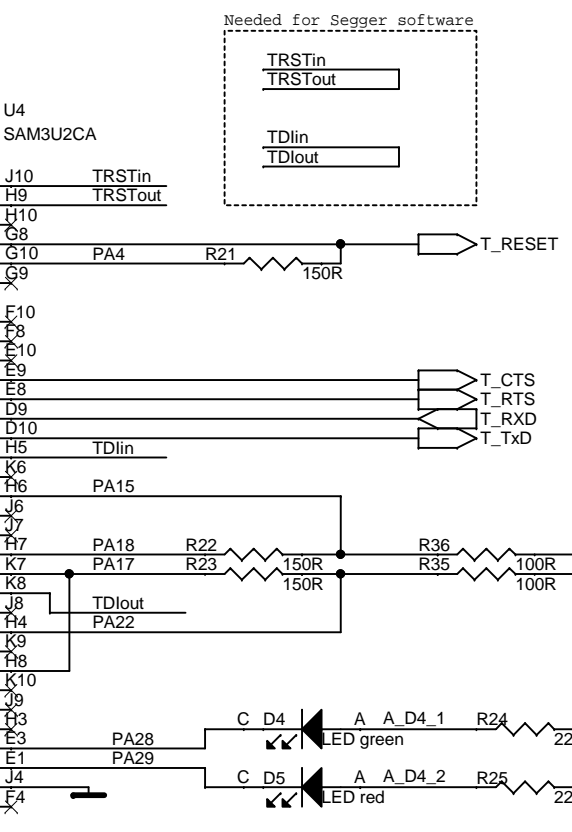 Needed for Segger software
TRSTin
TRSTout
U4
SAM3U2CA
TDIin
TDIout
J10 TRSTin
H9 TRSTout
H10
G8 T_RESET
G10 PA4 R21 150R
G9
F10
F8
E10
E9 T_CTS
E8 T_RTS
D9 T_RXD
D10 T_TxD
H5 TDIin
K6
H6 PA15
J6
J7
H7 PA18 R22 150R R36 100R
K7 PA17 R23 150R R35 100R
K8
J8 TDIout
H4 PA22
K9
H8
K10
J9
H3 C D4 A A_D4_1 R24
E3 PA28 LED green 22
E1 PA29
J4 C D5 A A_D4_2 R25
F4 LED red 22